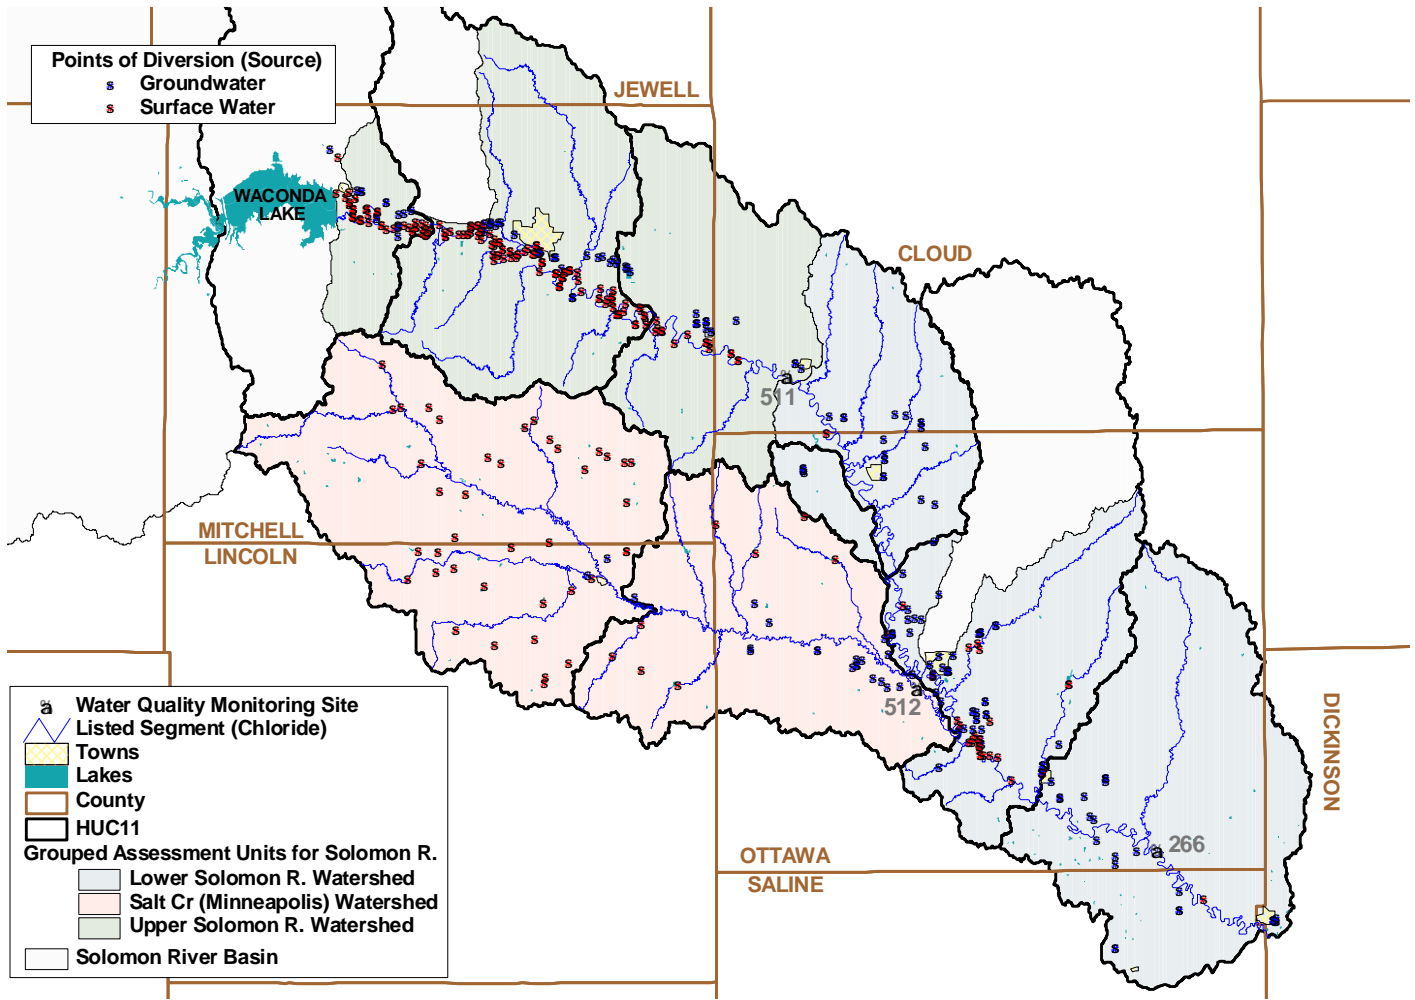 Points of Diversion (Source)
s Groundwater
s Surface Water
JEWELL
WACONDA
LAKE
CLOUD
511
MITCHELL
LINCOLN
512
DICKINSON
266
OTTAWA
SALINE
a Water Quality Monitoring Site
Listed Segment (Chloride)
Towns
Lakes
County
HUC11
Grouped Assessment Units for Solomon R.
Lower Solomon R. Watershed
Salt Cr (Minneapolis) Watershed
Upper Solomon R. Watershed
Solomon River Basin